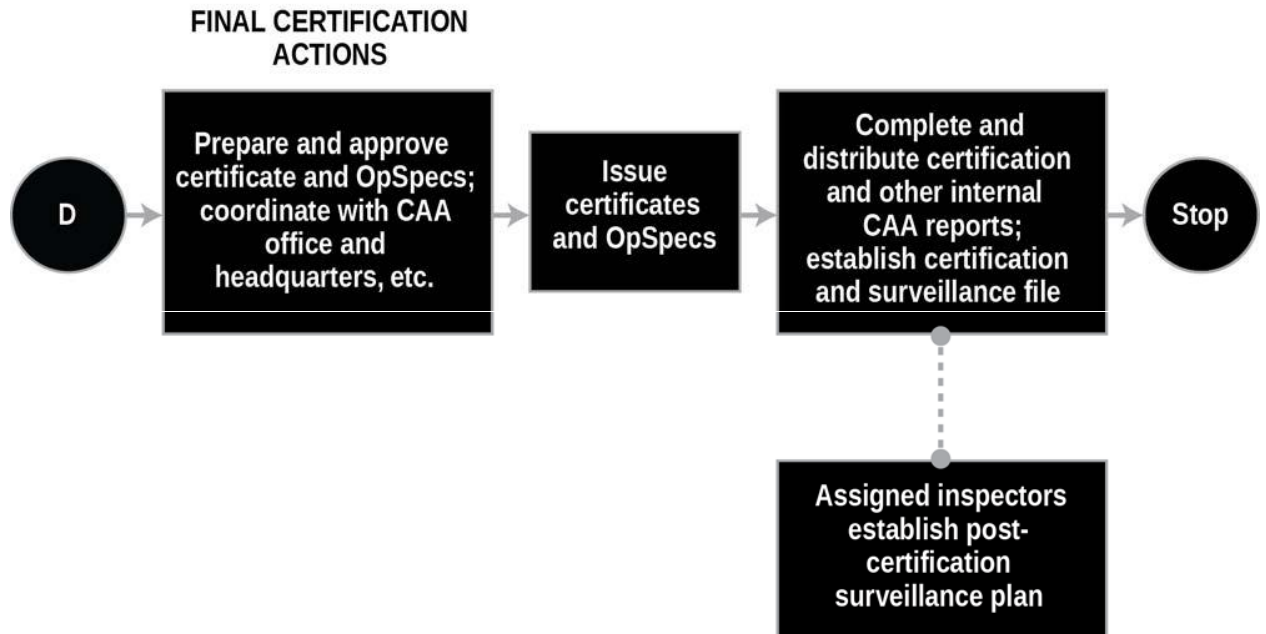 FINAL CERTIFICATION
ACTIONS
D
Prepare and approve
certificate and OpSpecs;
coordinate with CAA
office and
headquarters, etc.
Issue
certificates
and OpSpecs
Complete and
distribute certification
and other internal
CAA reports;
establish certification
and surveillance file
Stop
Assigned inspectors
establish post-
certification
surveillance plan